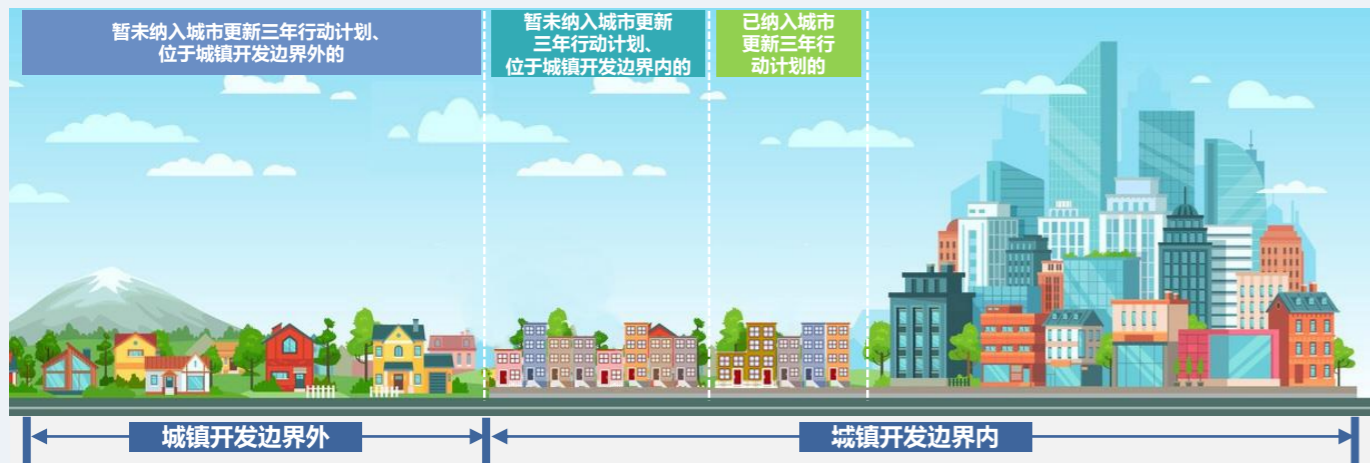 暂未纳入城市更新三年行动计划、
位于城镇开发边界外的
暂未纳入城市更新
三年行动计划、
位于城镇开发边界内的
已纳入城市
更新三年行
动计划的
城镇开发边界外
城镇开发边界内